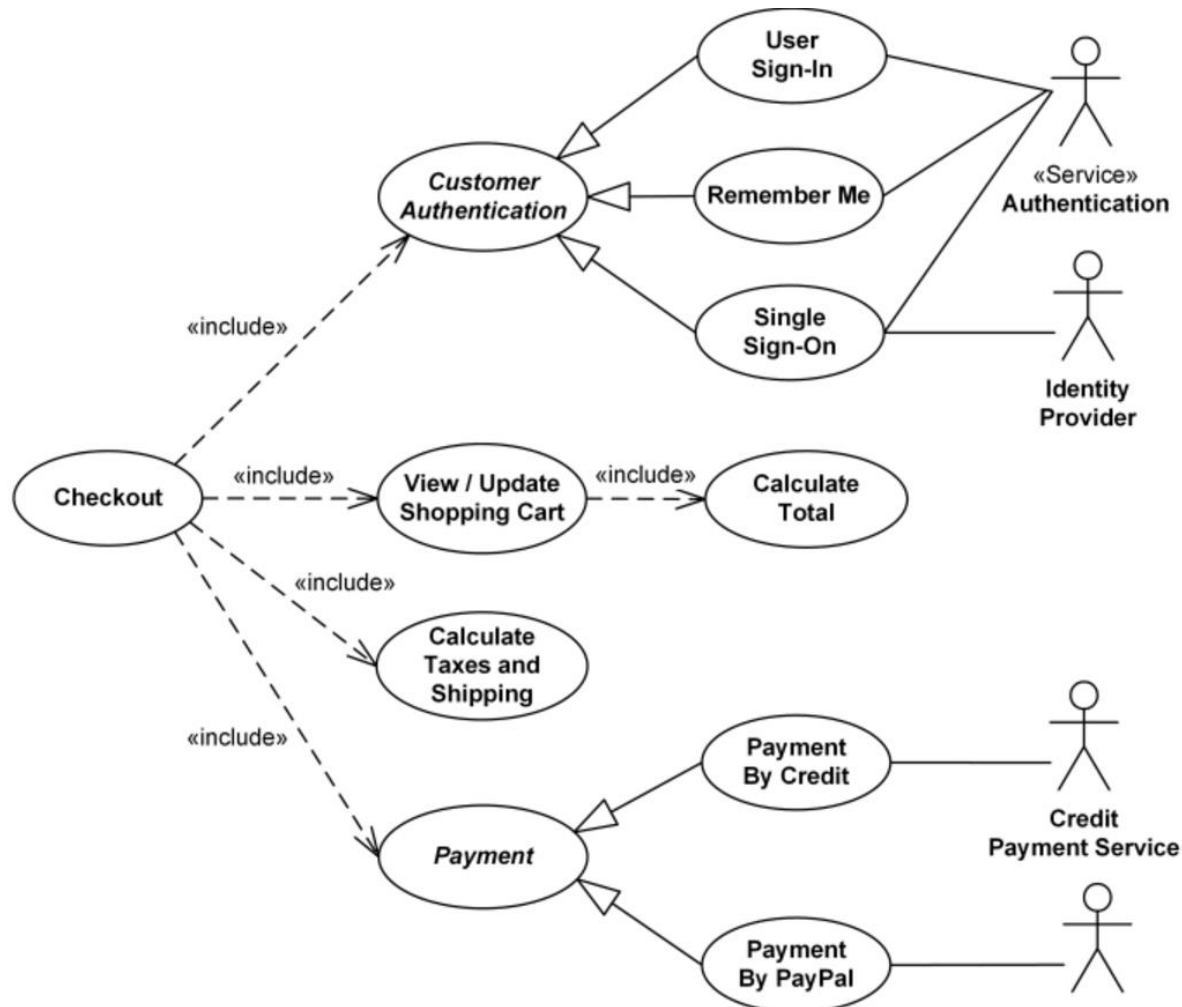 User
Sign-In
«Service»
Authentication
Customer
Authentication
Remember Me
Single
Sign-On
Identity
Provider
«include»
Checkout
«include»
View / Update
Shopping Cart
«include»
Calculate
Total
«include»
Calculate
Taxes and
Shipping
«include»
Payment
By Credit
Credit
Payment Service
Payment
Payment
By PayPal